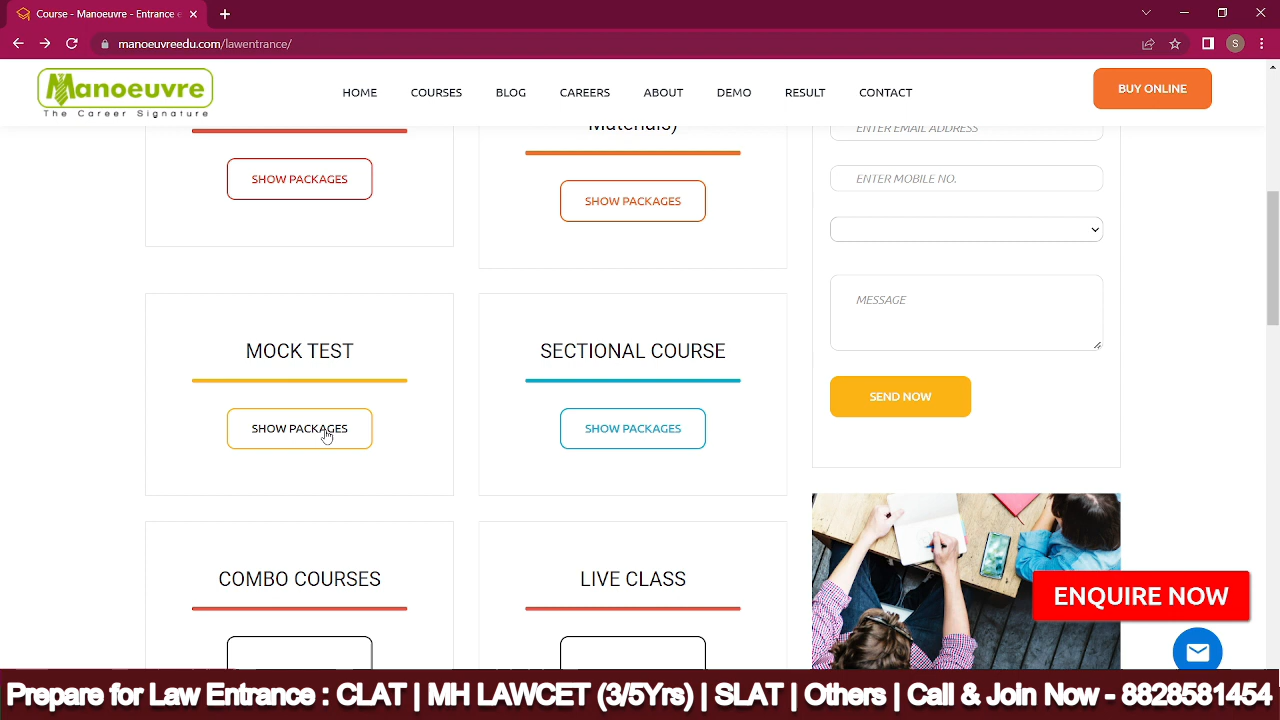 Course - Manoeuvre - Entrance e
manoeuvreedu.com/lawentrance/
S
Manoeuvre
The Career Signature
HOME
COURSES
BLOG
CAREERS
ABOUT
DEMO
RESULT
CONTACT
BUY ONLINE
Materials)
ENTER EMAIL ADDRESS
SHOW PACKAGES
SHOW PACKAGES
ENTER MOBILE NO.
MESSAGE
MOCK TEST
SECTIONAL COURSE
SHOW PACKAGES
SHOW PACKAGES
SEND NOW
COMBO COURSES
LIVE CLASS
ENQUIRE NOW
Prepare for Law Entrance : CLAT | MH LAWCET (3/5Yrs) | SLAT | Others | Call & Join Now - 8828581454